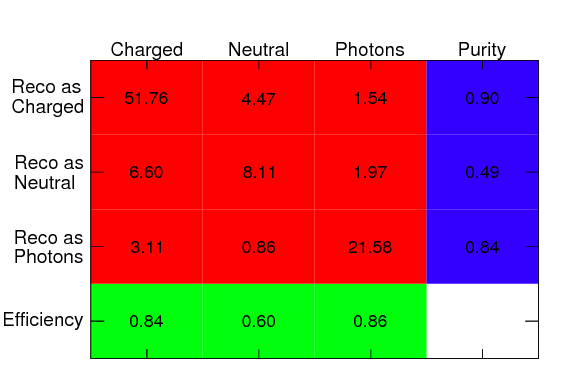 Charged Neutral Photons Purity
Reco as
Charged
51.76 4.47 1.54 0.90
Reco as
Neutral
6.60 8.11 1.97 0.49
Reco as
Photons
3.11 0.86 21.58 0.84
Efficiency 0.84 0.60 0.86